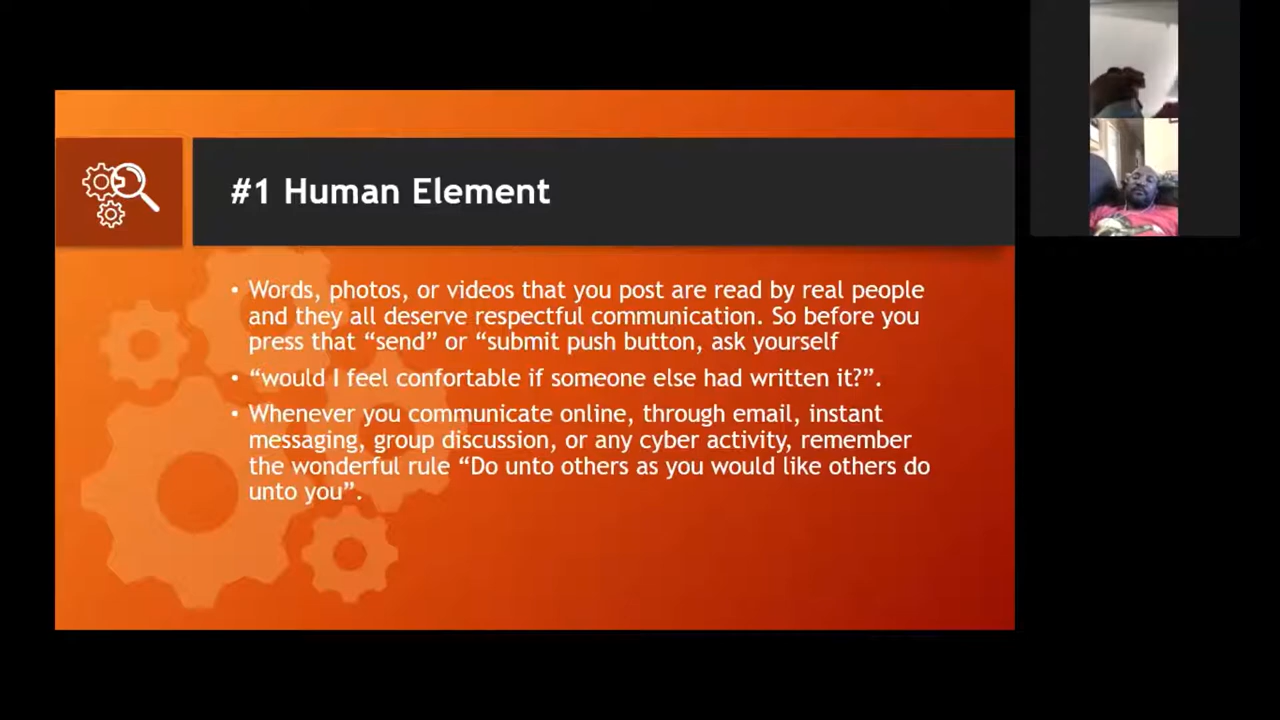 #1 Human Element
• Words, photos, or videos that you post are read by real people
and they all deserve respectful communication. So before you
press that “send” or “submit push button, ask yourself
• “would I feel confortable if someone else had written it?”.
• Whenever you communicate online, through email, instant
messaging, group discussion, or any cyber activity, remember
the wonderful rule “Do unto others as you would like others do
unto you”.